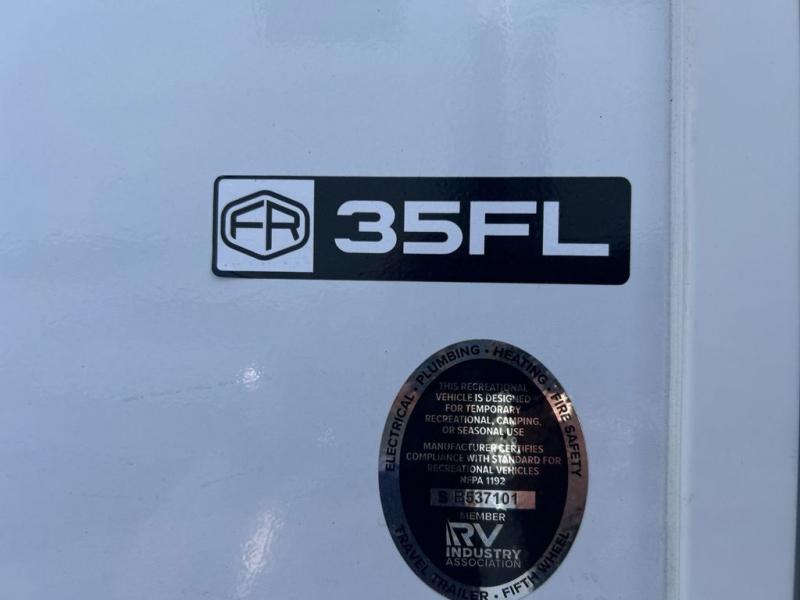 FR 35FL
ELECTRICAL • PLUMBING • HEATING • FIRE SAFETY
THIS RECREATIONAL
VEHICLE IS DESIGNED
FOR TEMPORARY
RECREATIONAL, CAMPING,
OR SEASONAL USE
MANUFACTURER CERTIFIES
COMPLIANCE WITH STANDARD FOR
RECREATIONAL VEHICLES
NFPA 1192
S B537101
MEMBER
RV
INDUSTRY
ASSOCIATION
TRAVEL TRAILER • FIFTH WHEEL